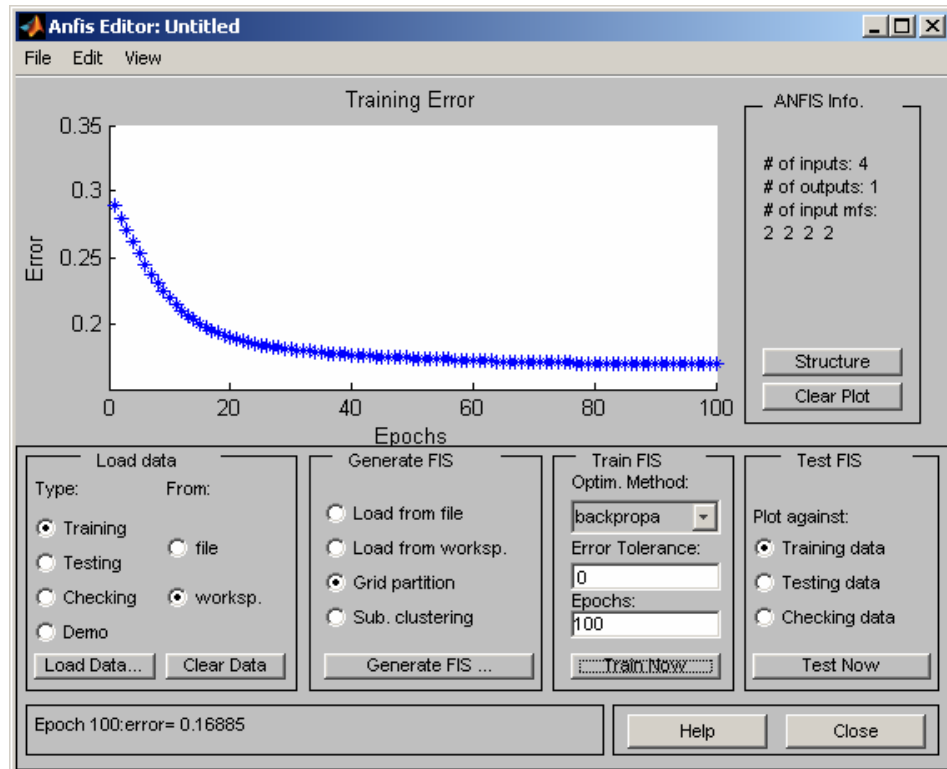 Anfis Editor: Untitled
File Edit View
Training Error
0.35
0.3
0.25
0.2
Error
0 20 40 60 80 100
Epochs
ANFIS Info.
# of inputs: 4
# of outputs: 1
# of input mfs:
2 2 2 2
Structure
Clear Plot
Load data
Type: From:
Training
Testing
Checking
Demo
file
worksp.
Load Data... Clear Data
Generate FIS
Load from file
Load from worksp.
Grid partition
Sub. clustering
Generate FIS ...
Train FIS
Optim. Method:
backpropa
Error Tolerance:
0
Epochs:
100
Train Now
Test FIS
Plot against:
Training data
Testing data
Checking data
Test Now
Epoch 100:error= 0.16885
Help Close